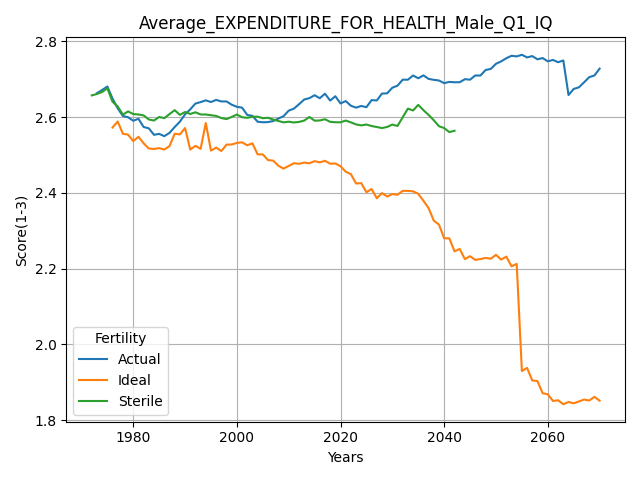 Average_EXPENDITURE_FOR_HEALTH_Male_Q1_IQ
2.8
2.6
2.4
2.2
2.0
1.8
Score(1-3)
Fertility
Actual
Ideal
Sterile
1980 2000 2020 2040 2060
Years